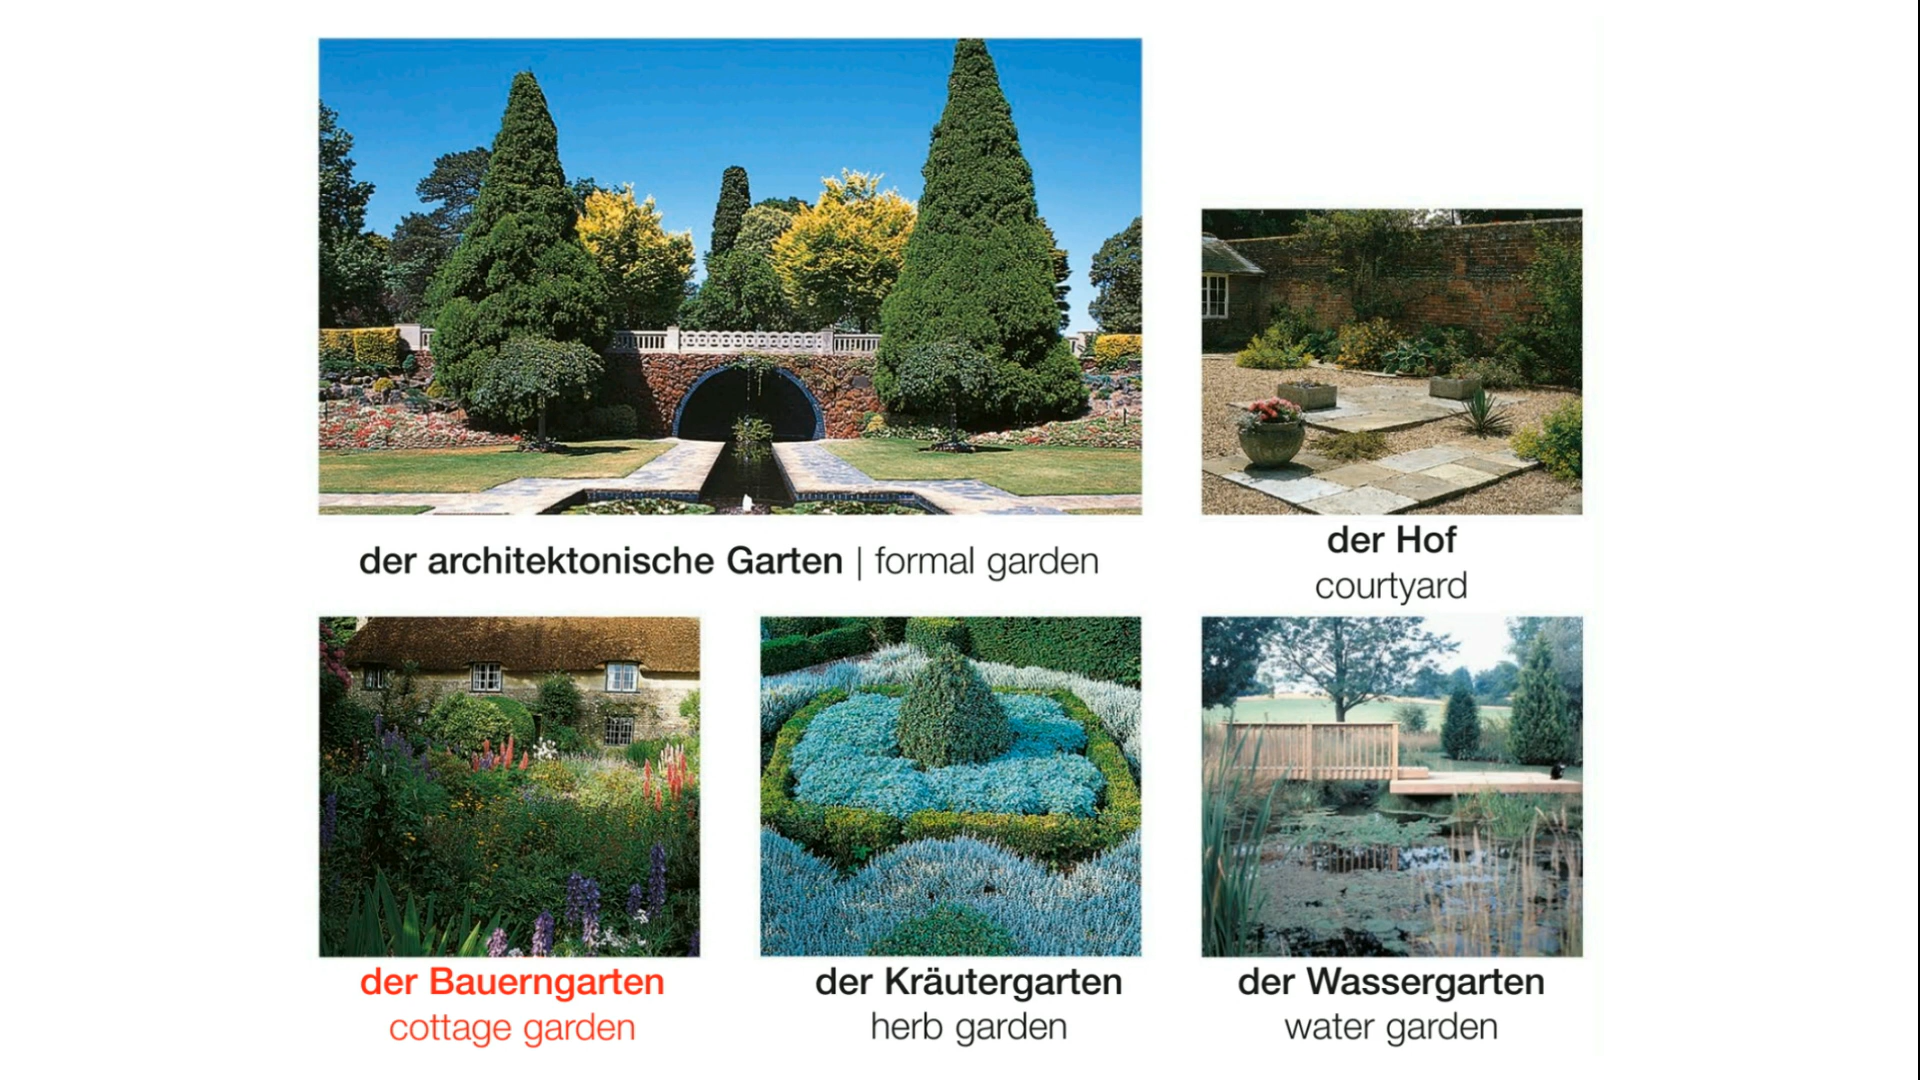 der architektonische Garten | formal garden
der Hof
courtyard
der Bauerngarten
cottage garden
der Kräutergarten
herb garden
der Wassergarten
water garden